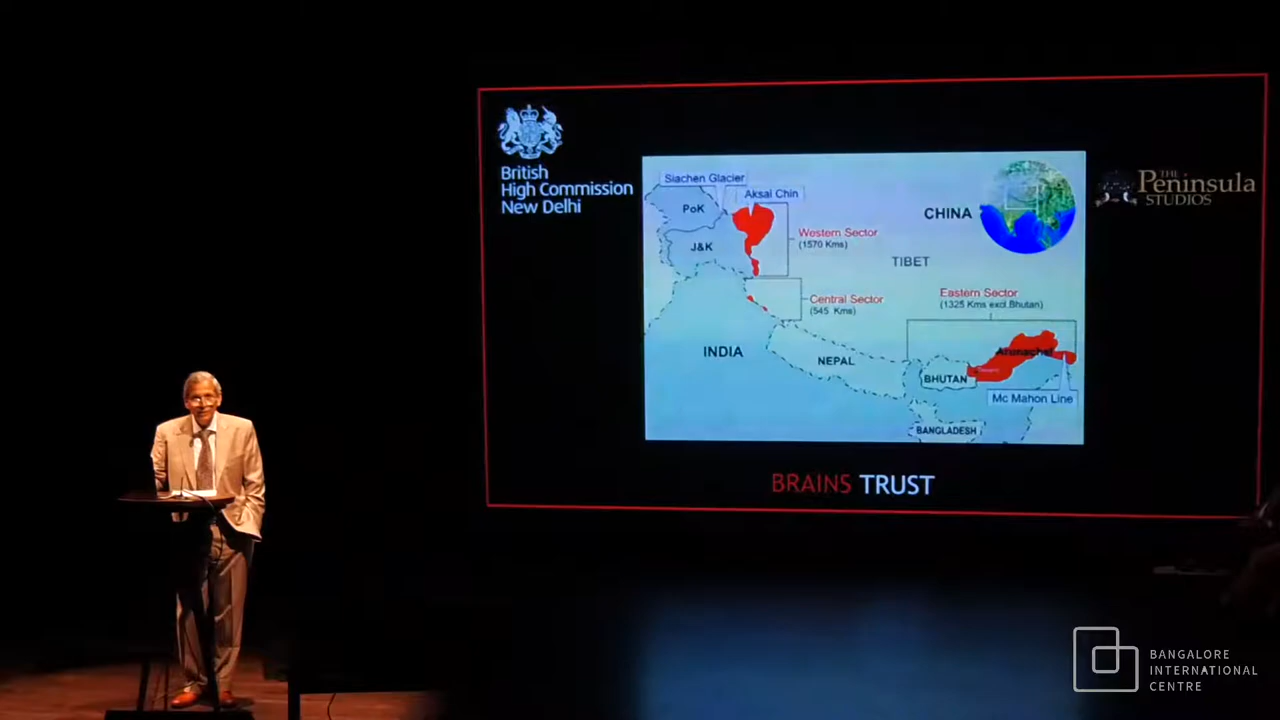 British
High Commission
New Delhi
THE
Peninsula
STUDIOS
Siachen Glacier
Aksai Chin
PoK
J&K
CHINA
Western Sector
(1570 Kms)
TIBET
Central Sector
(545 Kms)
Eastern Sector
(1325 Kms excl.Bhutan)
INDIA
NEPAL
Arunachal
BHUTAN
Mc Mahon Line
BANGLADESH
BRAINS TRUST
BANGALORE
INTERNATIONAL
CENTRE